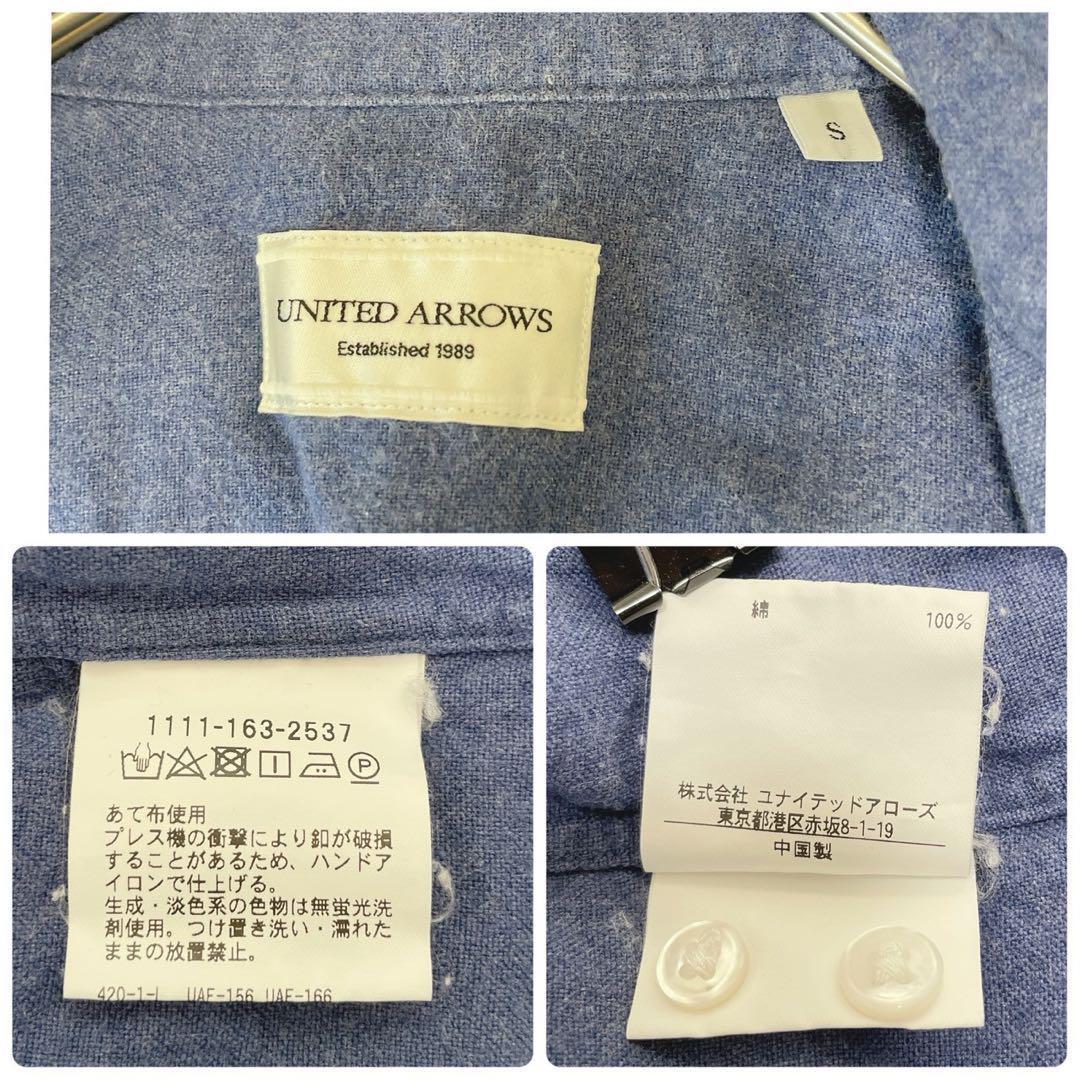 S
UNITED ARROWS
Established 1989
1111-163-2537
P
あて布使用
プレス機の衝撃により釦が破損
することがあるため、ハンドア
イロンで仕上げる。
生成・淡色系の色物は無蛍光洗
剤使用。つけ置き洗い・濡れた
ままの放置禁止。
420-1-L UAF-156 UAF-166
綿 100%
株式会社 ユナイテッドアローズ
東京都港区赤坂8-1-19
中国製